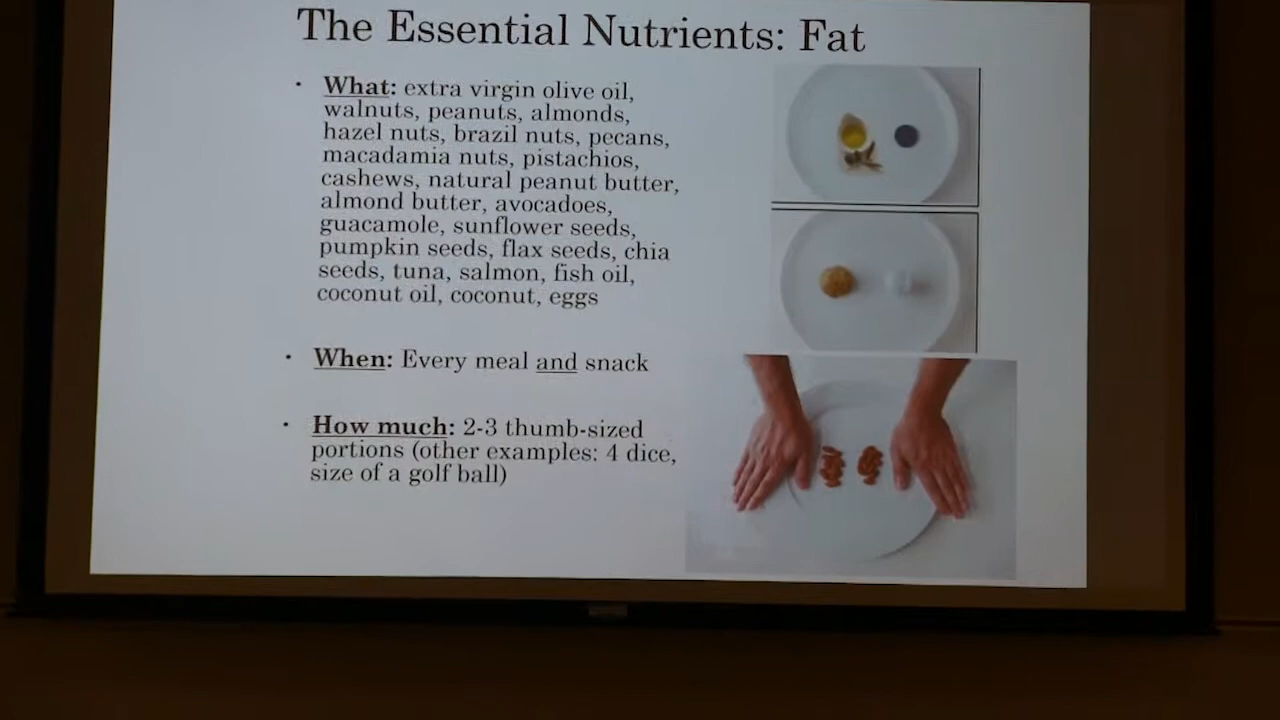 The Essential Nutrients: Fat
• What: extra virgin olive oil,
walnuts, peanuts, almonds,
hazel nuts, brazil nuts, pecans,
macadamia nuts, pistachios,
cashews, natural peanut butter,
almond butter, avocadoes,
guacamole, sunflower seeds,
pumpkin seeds, flax seeds, chia
seeds, tuna, salmon, fish oil,
coconut oil, coconut, eggs
• When: Every meal and snack
• How much: 2-3 thumb-sized
portions (other examples: 4 dice,
size of a golf ball)